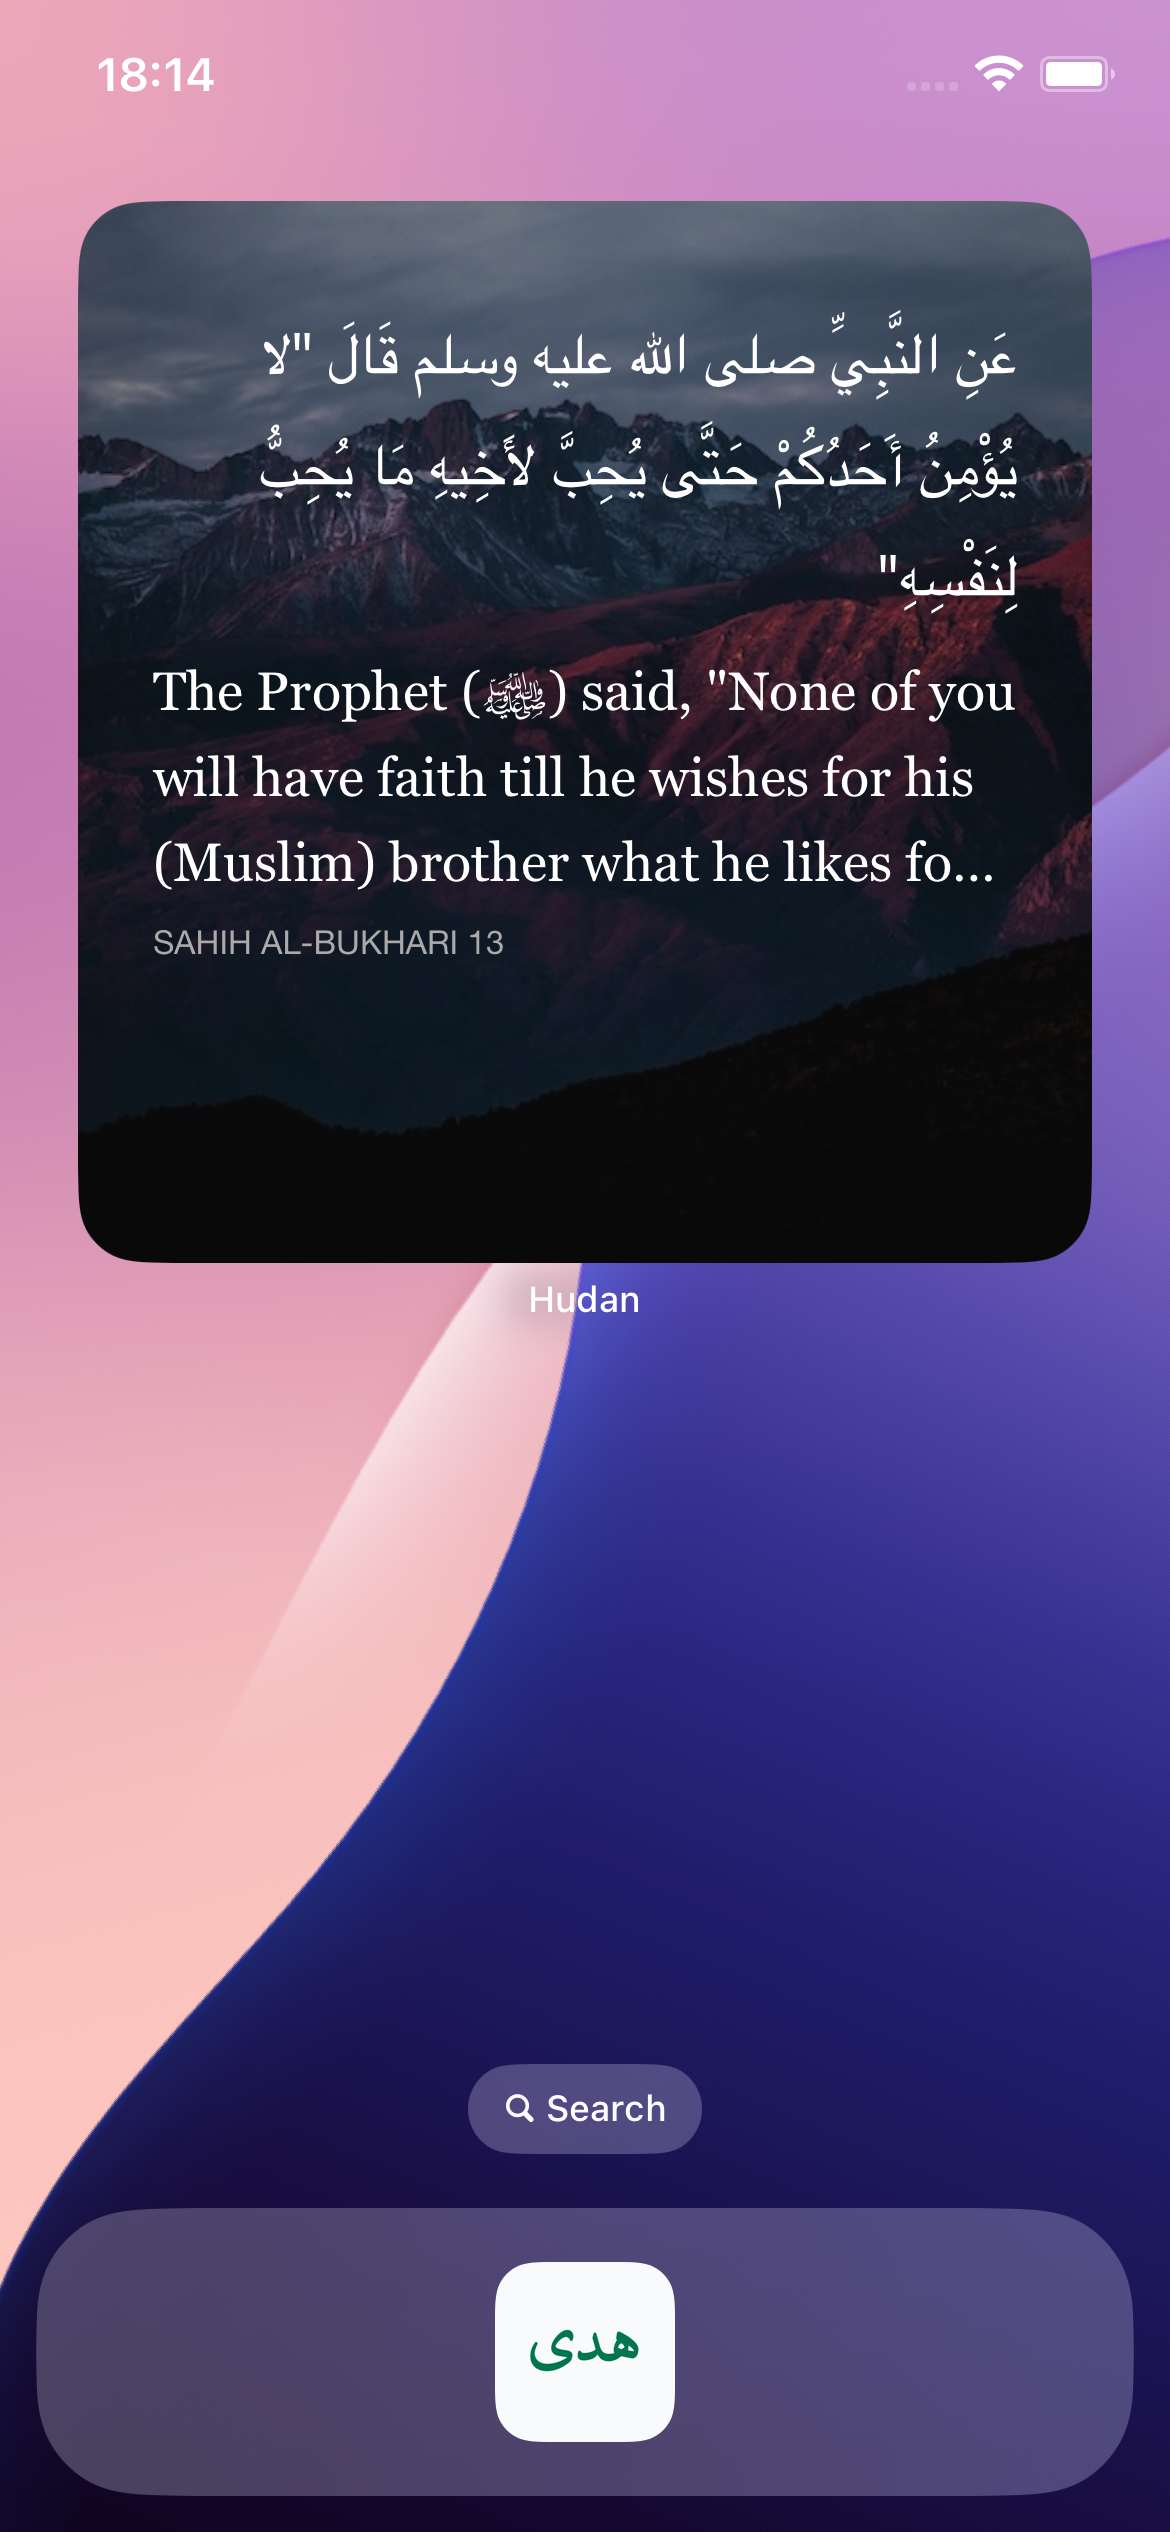 18:14
عَنِ النَّبِيِّ صلى الله عليه وسلم قَالَ "لا
يُؤْمِنُ أَحَدُكُمْ حَتَّى يُحِبَّ لأَخِيهِ مَا يُحِبُّ
لِنَفْسِهِ"
The Prophet (ﷺ) said, "None of you
will have faith till he wishes for his
(Muslim) brother what he likes fo...
SAHIH AL-BUKHARI 13
Hudan
Search
هدى